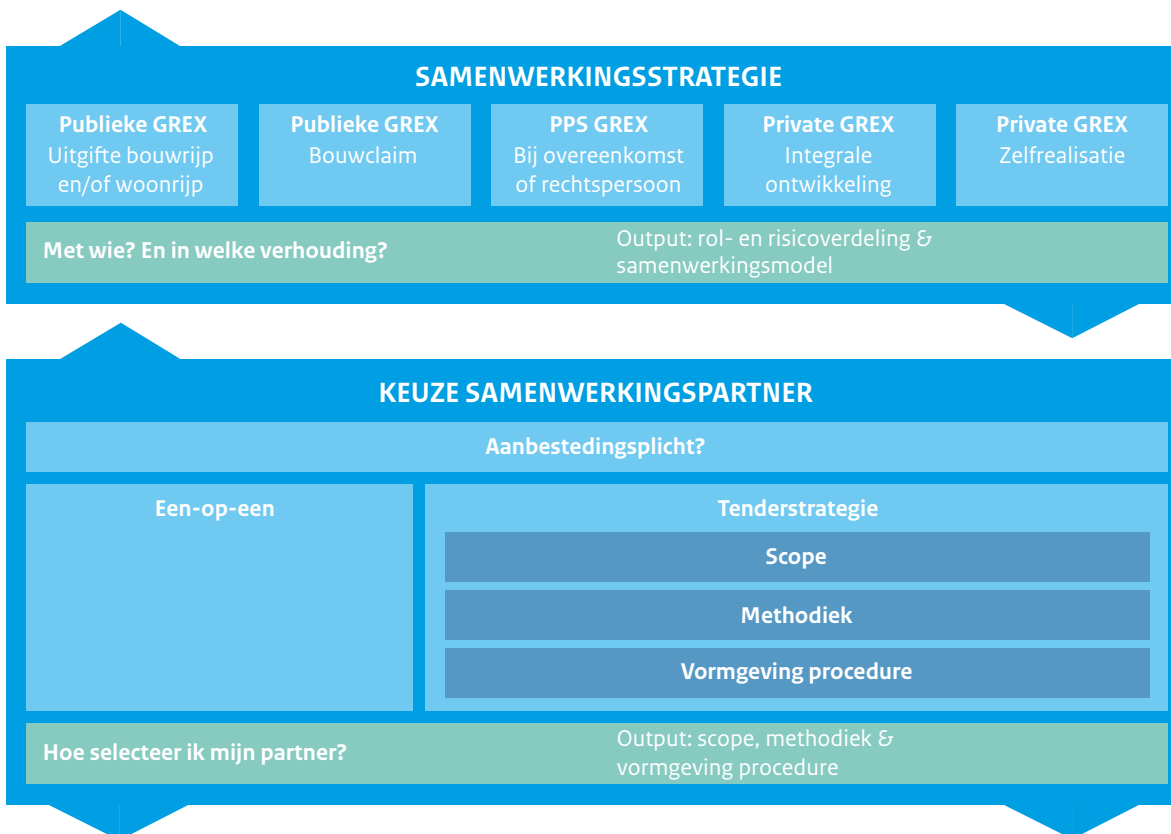 SAMENWERKINGSSTRATEGIE
Publieke GREX
Uitgifte bouwrijp
en/of woonrijp
Publieke GREX
Bouwclaim
PPS GREX
Bij overeenkomst
of rechtspersoon
Private GREX
Integrale
ontwikkeling
Private GREX
Zelfrealisatie
Met wie? En in welke verhouding?
Output: rol- en risicoverdeling &
samenwerkingsmodel
KEUZE SAMENWERKINGSPARTNER
Aanbestedingsplicht?
Een-op-een
Tenderstrategie
Scope
Methodiek
Vormgeving procedure
Hoe selecteer ik mijn partner?
Output: scope, methodiek &
vormgeving procedure